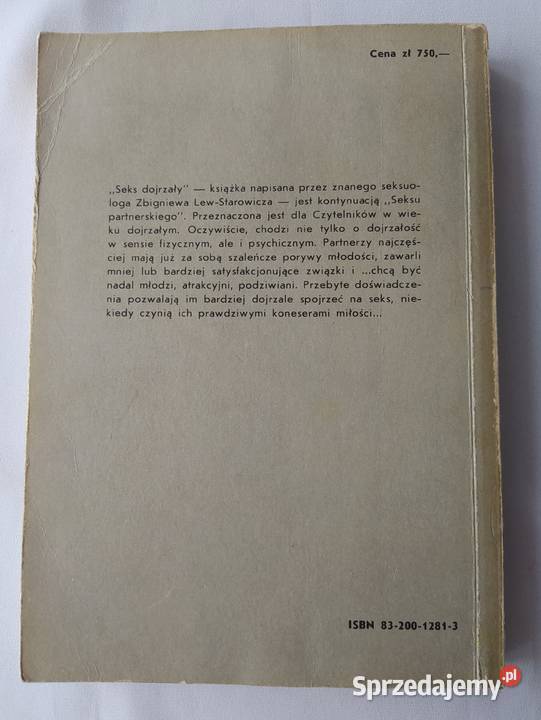 Cena zł 750,—
„Seks dojrzały" — książka napisana przez znanego seksuo-
loga Zbigniewa Lew-Starowicza — jest kontynuacją „Seksu
partnerskiego". Przeznaczona jest dla Czytelników w wie-
ku dojrzałym. Oczywiście, chodzi nie tylko o dojrzałość
w sensie fizycznym, ale i psychicznym. Partnerzy najczęś-
ciej mają już za sobą szaleńcze porywy młodości, zawarli
mniej lub bardziej satysfakcjonujące związki i ...chcą być
nadal młodzi, atrakcyjni, podziwiani. Przebyte doświadcze-
nia pozwalają im bardziej dojrzale spojrzeć na seks, nie-
kiedy czynią ich prawdziwymi koneserami miłości...
ISBN 83-200-1281-3
Sprzedajemy.pl